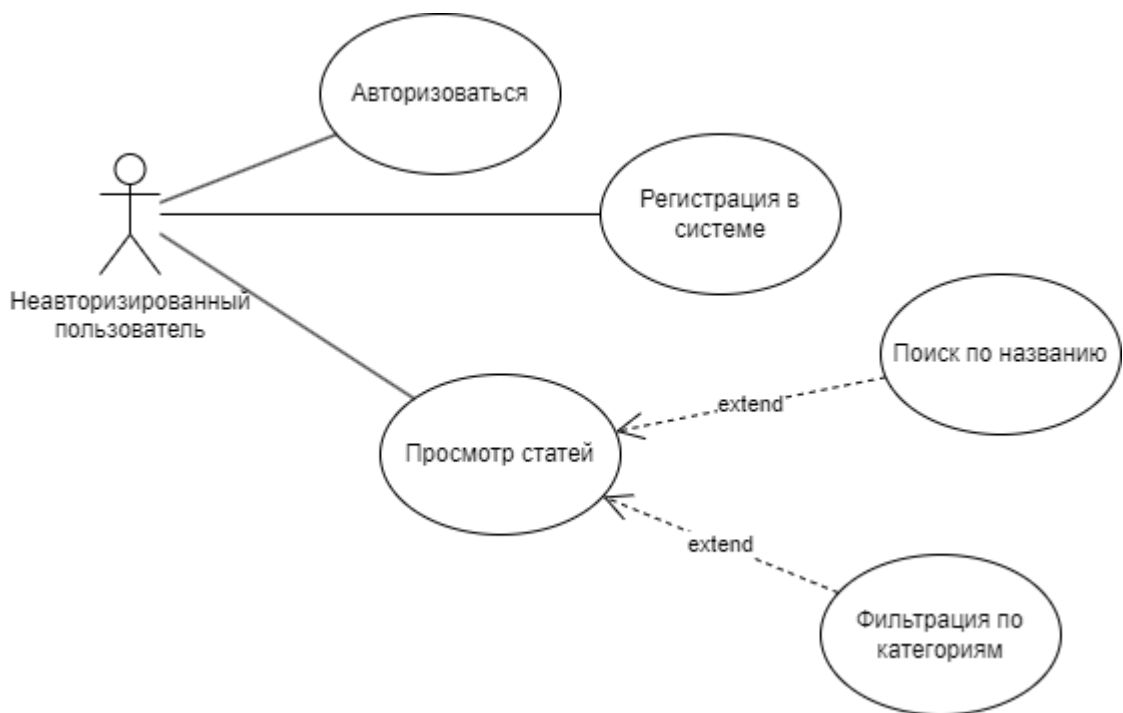 Авторизоваться
Регистрация в
системе
Неавторизированный
пользователь
Поиск по названию
extend
Просмотр статей
extend
Фильтрация по
категориям